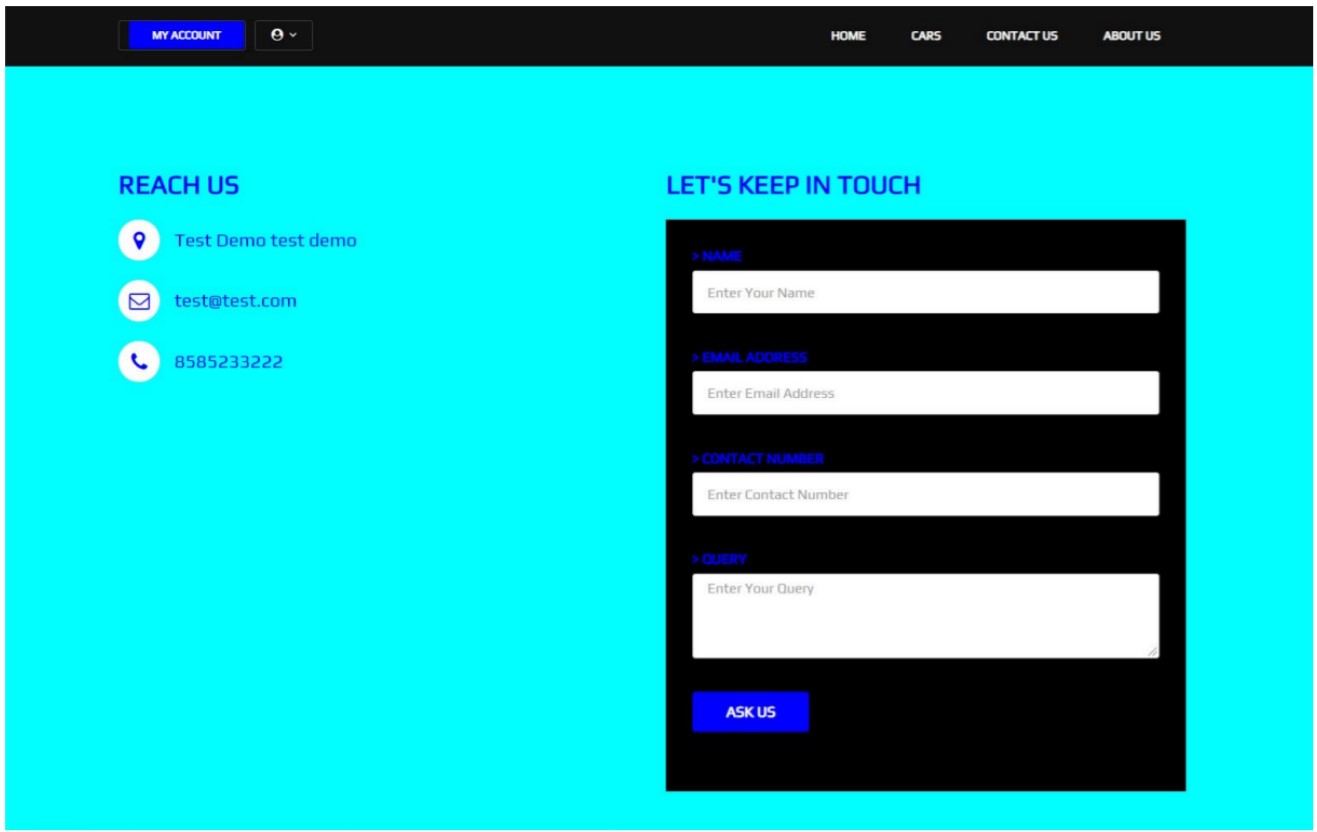 MY ACCOUNT
HOME CARS CONTACT US ABOUT US
REACH US
Test Demo test demo
test@test.com
8585233222
LET'S KEEP IN TOUCH
> NAME
Enter Your Name
> EMAIL ADDRESS
Enter Email Address
> CONTACT NUMBER
Enter Contact Number
> QUERY
Enter Your Query
ASK US